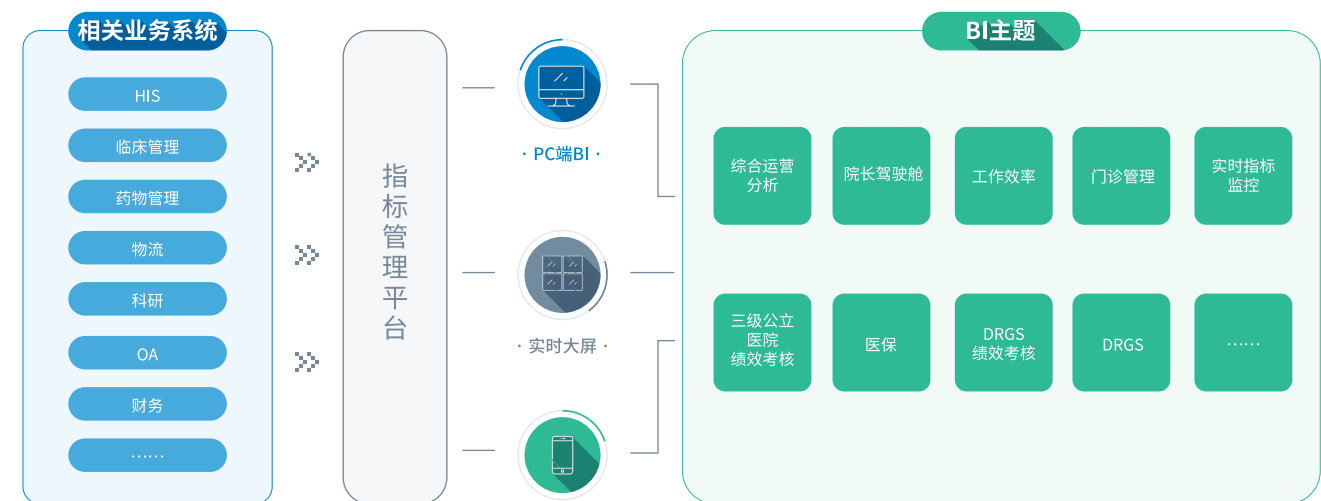 相关业务系统
HIS
临床管理
药物管理
物流
科研
OA
财务
……
指标管理平台
· PC端BI ·
· 实时大屏 ·
BI主题
综合运营
分析
院长驾驶舱
工作效率
门诊管理
实时指标
监控
三级公立
医院
绩效考核
医保
DRGS
绩效考核
DRGS
……